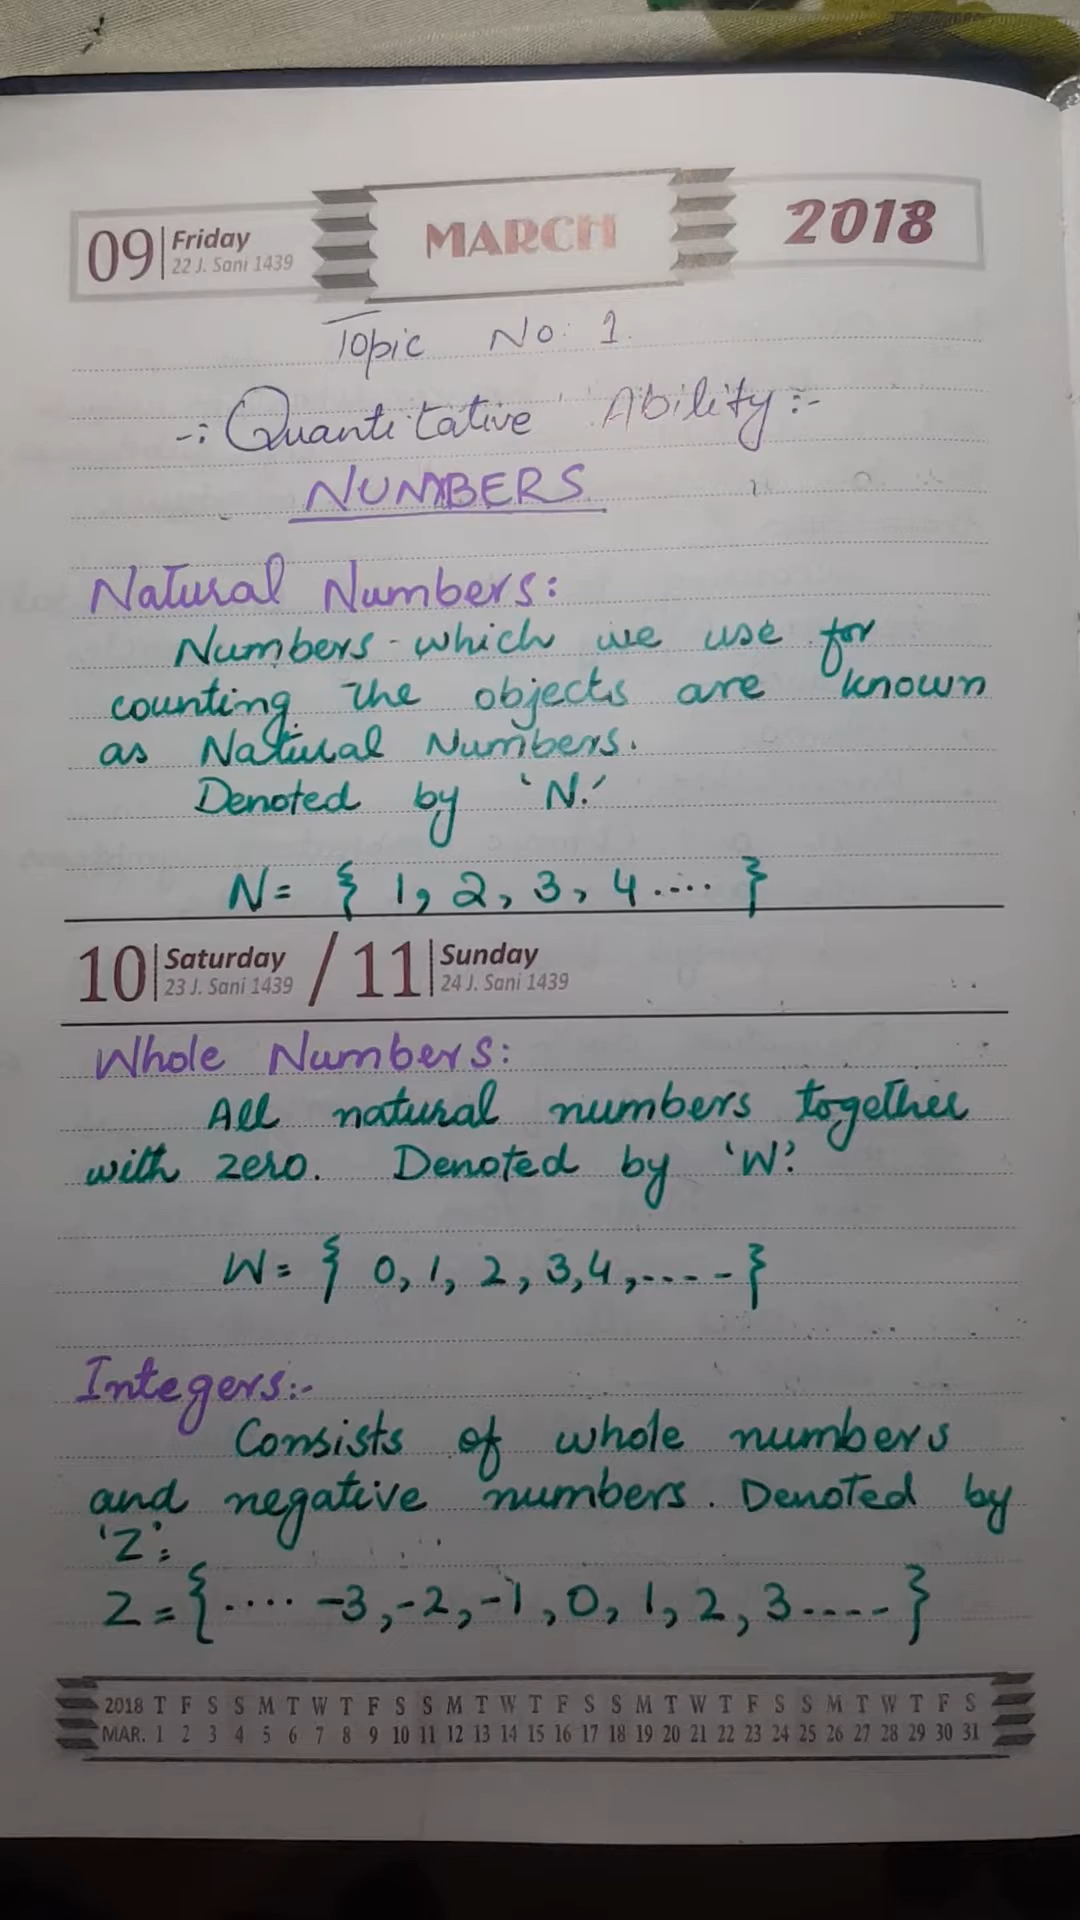 09 Friday
22 J. Sani 1439
MARCH
2018
Topic No: 1.
-: Quantitative Ability :-
NUMBERS
Natural Numbers:
Numbers which we use for
counting the objects are known
as Natural Numbers.
Denoted by 'N.'
N= { 1, 2, 3, 4 .... }
10 Saturday / 11 Sunday
23 J. Sani 1439 24 J. Sani 1439
Whole Numbers:
All natural numbers together
with zero. Denoted by 'W'.
W= { 0, 1, 2, 3, 4, .... }
Integers:-
Consists of whole numbers
and negative numbers. Denoted by
'Z':
Z = { .... -3, -2, -1, 0, 1, 2, 3 .... }
2018 T F S S M T W T F S S M T W T F S S M T W T F S S M T W T F S
MAR. 1 2 3 4 5 6 7 8 9 10 11 12 13 14 15 16 17 18 19 20 21 22 23 24 25 26 27 28 29 30 31